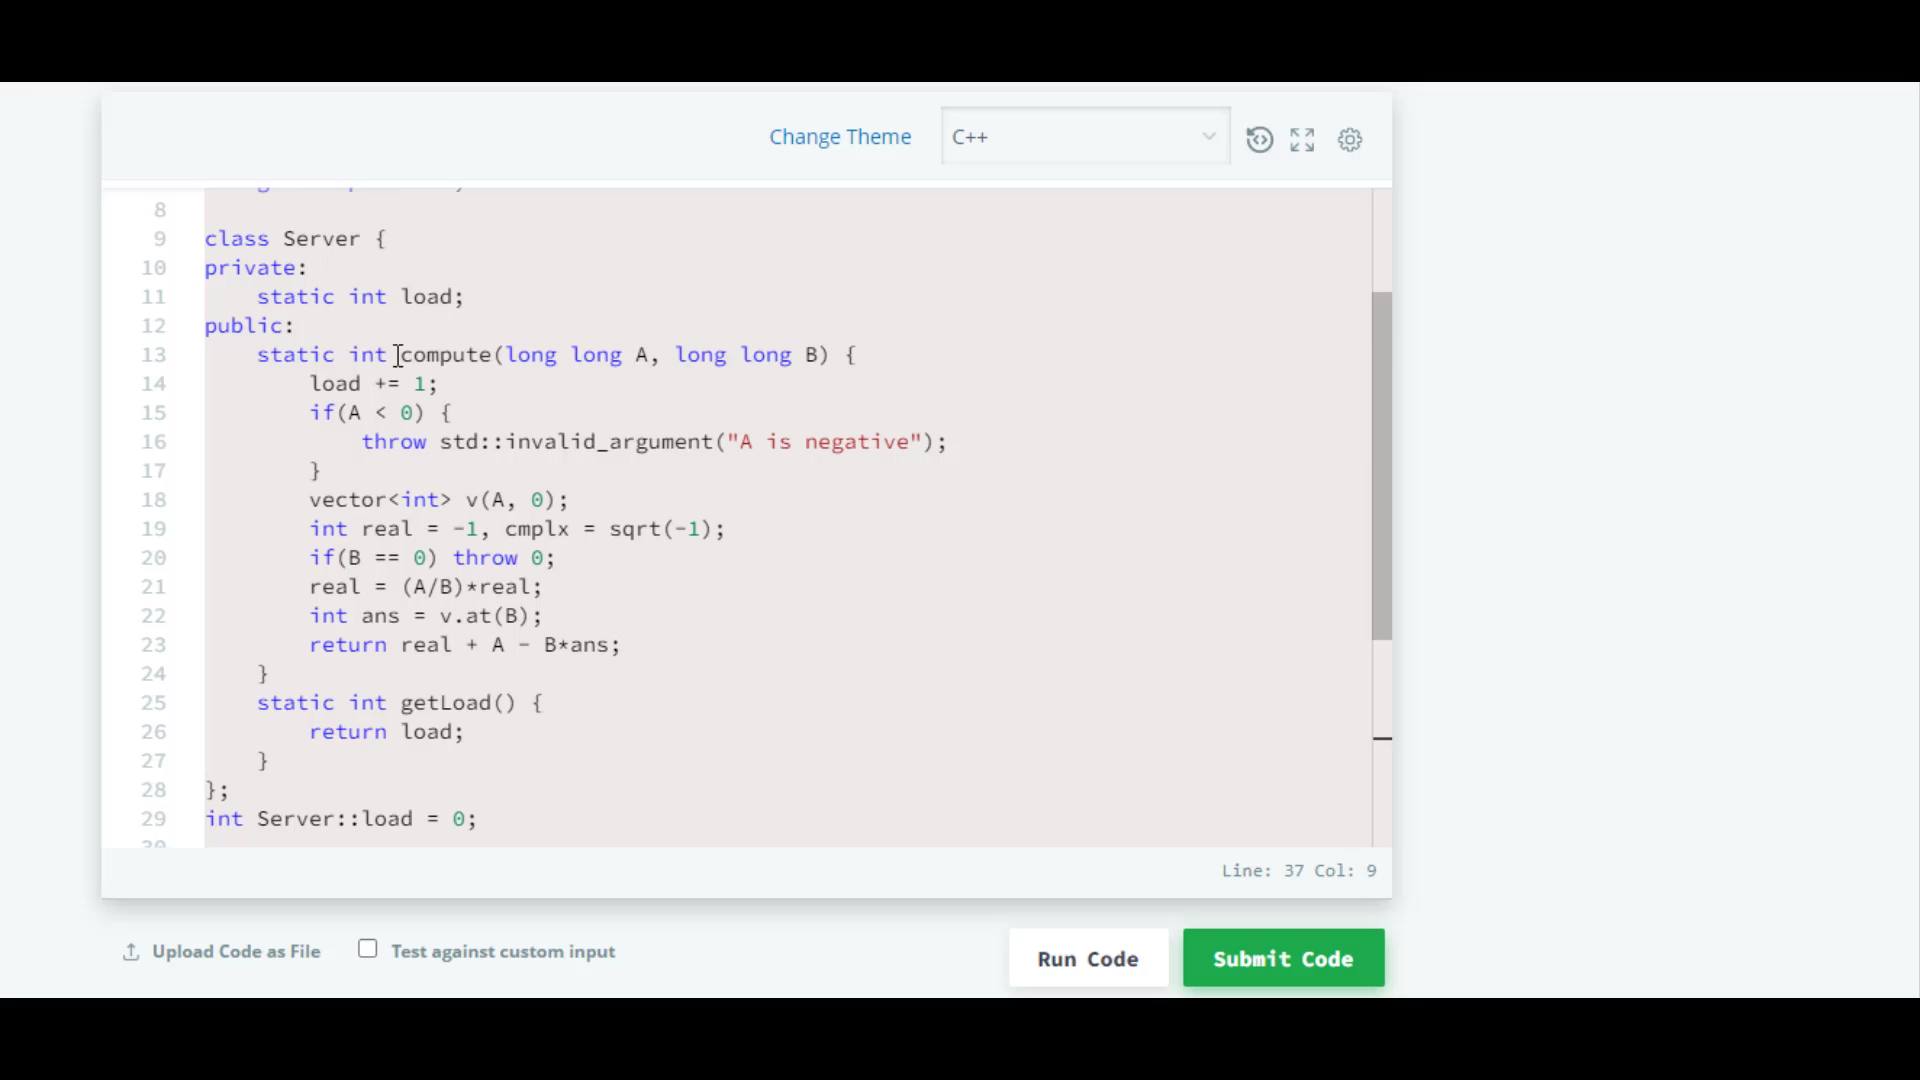 Change Theme
C++
8
9 class Server {
10 private:
11     static int load;
12 public:
13     static int compute(long long A, long long B) {
14         load += 1;
15         if(A < 0) {
16             throw std::invalid_argument("A is negative");
17         }
18         vector<int> v(A, 0);
19         int real = -1, cmplx = sqrt(-1);
20         if(B == 0) throw 0;
21         real = (A/B)*real;
22         int ans = v.at(B);
23         return real + A - B*ans;
24     }
25     static int getLoad() {
26         return load;
27     }
28 };
29 int Server::load = 0;
30
Line: 37 Col: 9
Upload Code as File
Test against custom input
Run Code
Submit Code